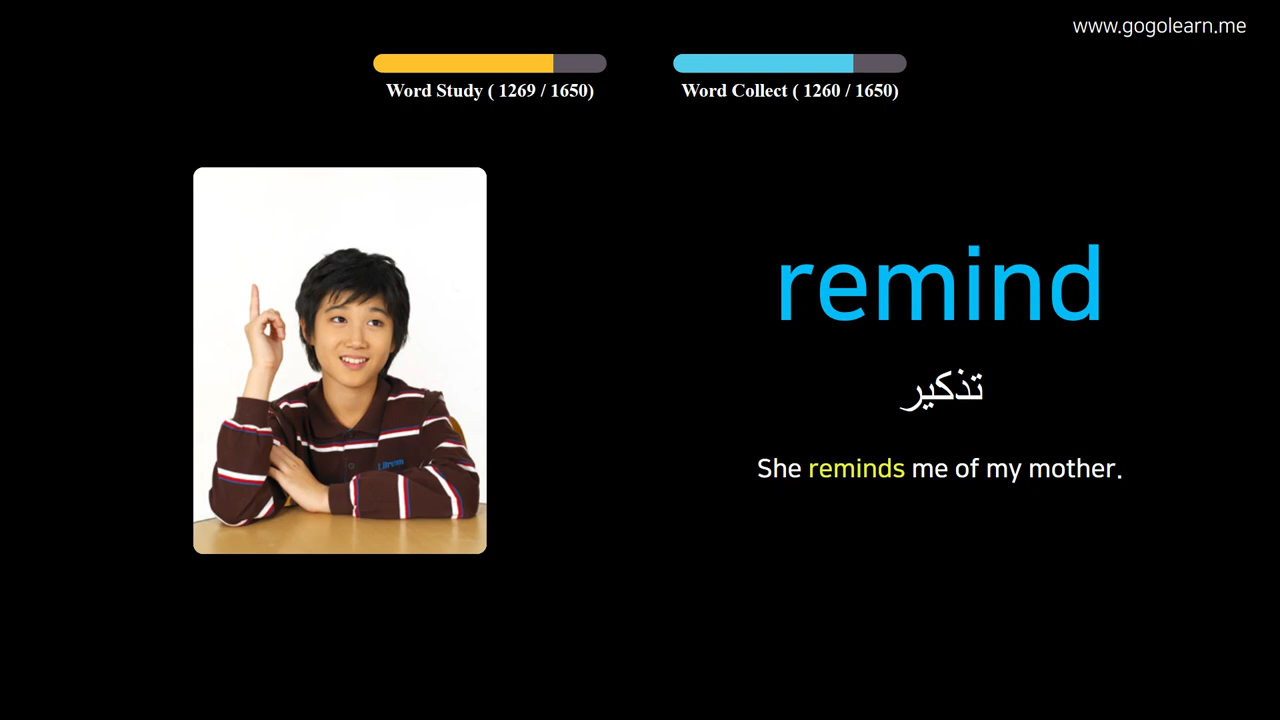 www.gogolearn.me
Word Study ( 1269 / 1650)
Word Collect ( 1260 / 1650)
remind
تذكير
She reminds me of my mother.